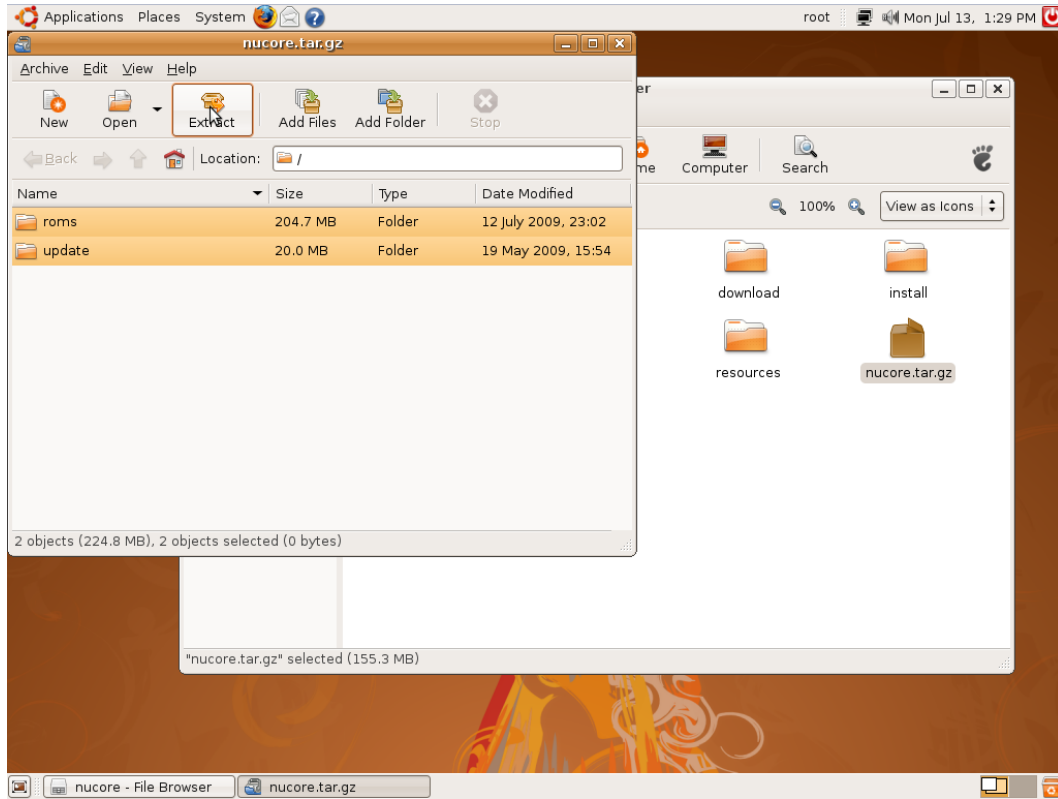 Applications Places System
root Mon Jul 13, 1:29 PM
nucore.tar.gz
Archive Edit View Help
New Open Extract Add Files Add Folder Stop
Back Location: /
Name Size Type Date Modified
roms 204.7 MB Folder 12 July 2009, 23:02
update 20.0 MB Folder 19 May 2009, 15:54
2 objects (224.8 MB), 2 objects selected (0 bytes)
er
me Computer Search
100% View as Icons
download install
resources nucore.tar.gz
"nucore.tar.gz" selected (155.3 MB)
nucore - File Browser nucore.tar.gz